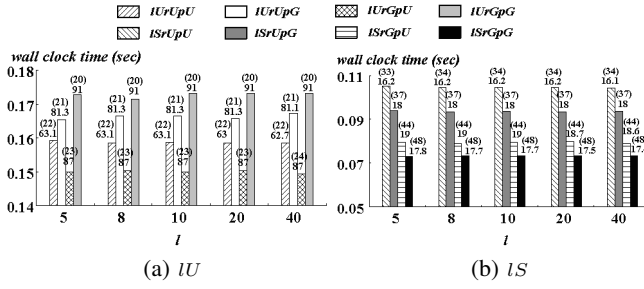 lUrUpU lUrUpG lUrGpU lUrGpG
lSrUpU lSrUpG lSrGpU lSrGpG
wall clock time (sec)
0.18
0.17
0.16
0.15
0.14
(22) 63.1 (21) 81.3 (23) 87 (20) 91
(22) 63 (21) 81.3 (23) 87 (20) 91
(22) 63.1 (21) 81.3 (23) 87 (20) 91
(22) 63 (21) 81.3 (23) 87 (20) 91
(22) 62.7 (21) 81.1 (24) 87 (20) 91
5 8 10 20 40
l
(a) lU
wall clock time (sec)
0.11
0.09
0.07
0.05
(33) 16.2 (37) 18 (44) 19 (48) 17.8
(34) 16.2 (37) 18 (44) 19 (48) 17.7
(34) 16.2 (37) 18 (44) 19 (48) 17.7
(34) 16.2 (37) 18 (44) 18.7 (48) 17.5
(34) 16.1 (37) 18 (44) 18.6 (48)
5 8 10 20 40
l
(b) lS